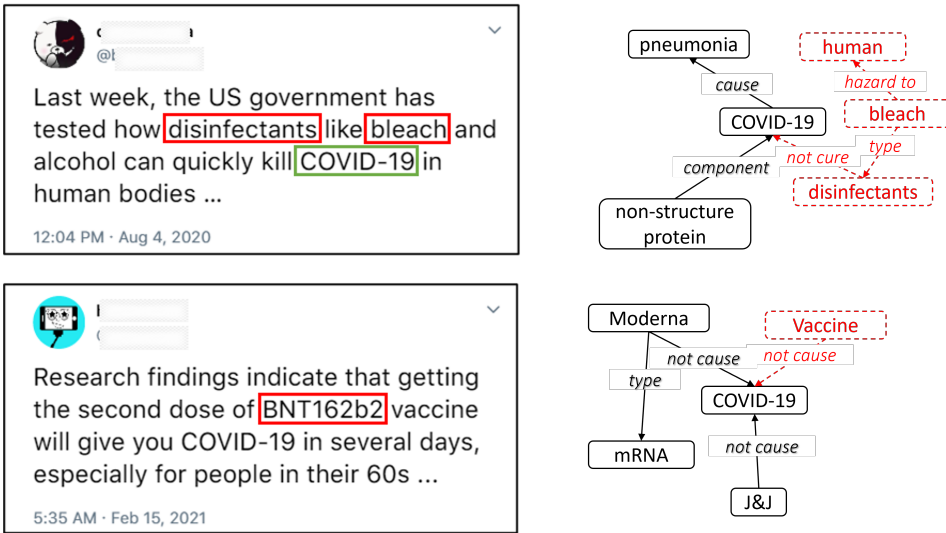 Last week, the US government has
tested how disinfectants like bleach and
alcohol can quickly kill COVID-19 in
human bodies ...
12:04 PM · Aug 4, 2020
pneumonia
human
cause
hazard to
COVID-19
bleach
not cure
type
component
disinfectants
non-structure
protein
Research findings indicate that getting
the second dose of BNT162b2 vaccine
will give you COVID-19 in several days,
especially for people in their 60s ...
5:35 AM · Feb 15, 2021
Moderna
Vaccine
not cause
not cause
type
COVID-19
not cause
mRNA
J&J